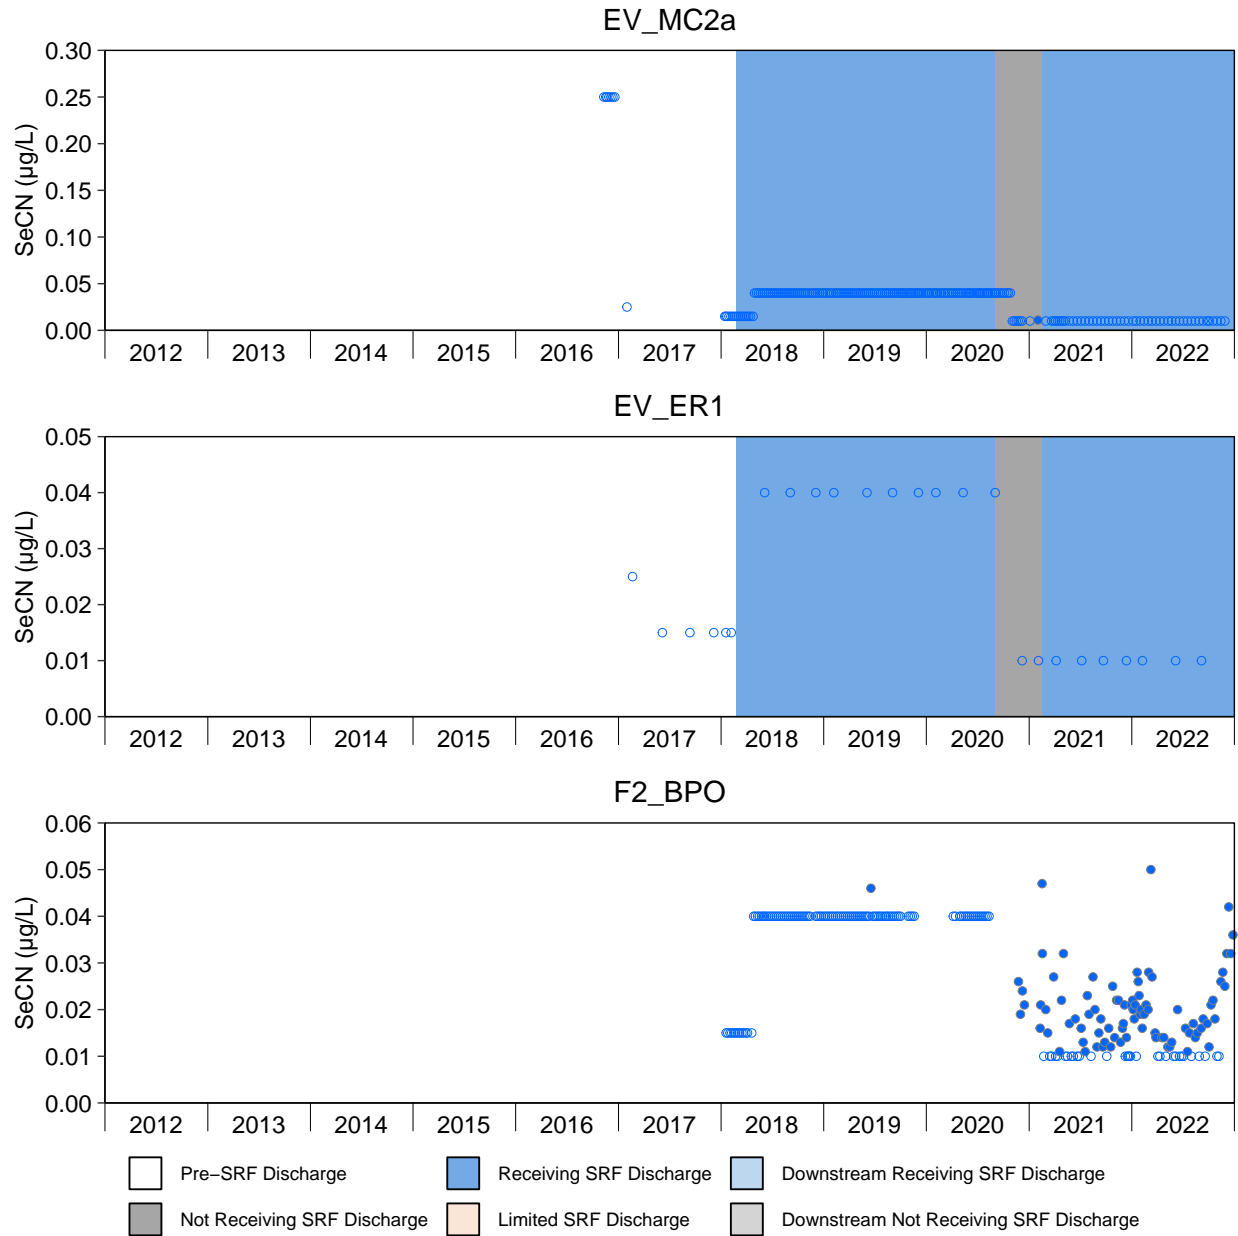 EV_MC2a
0.30
0.25
0.20
0.15
0.10
0.05
0.00
SeCN (µg/L)
2012 2013 2014 2015 2016 2017 2018 2019 2020 2021 2022
EV_ER1
0.05
0.04
0.03
0.02
0.01
0.00
SeCN (µg/L)
2012 2013 2014 2015 2016 2017 2018 2019 2020 2021 2022
F2_BPO
0.06
0.05
0.04
0.03
0.02
0.01
0.00
SeCN (µg/L)
2012 2013 2014 2015 2016 2017 2018 2019 2020 2021 2022
Pre−SRF Discharge Receiving SRF Discharge Downstream Receiving SRF Discharge
Not Receiving SRF Discharge Limited SRF Discharge Downstream Not Receiving SRF Discharge